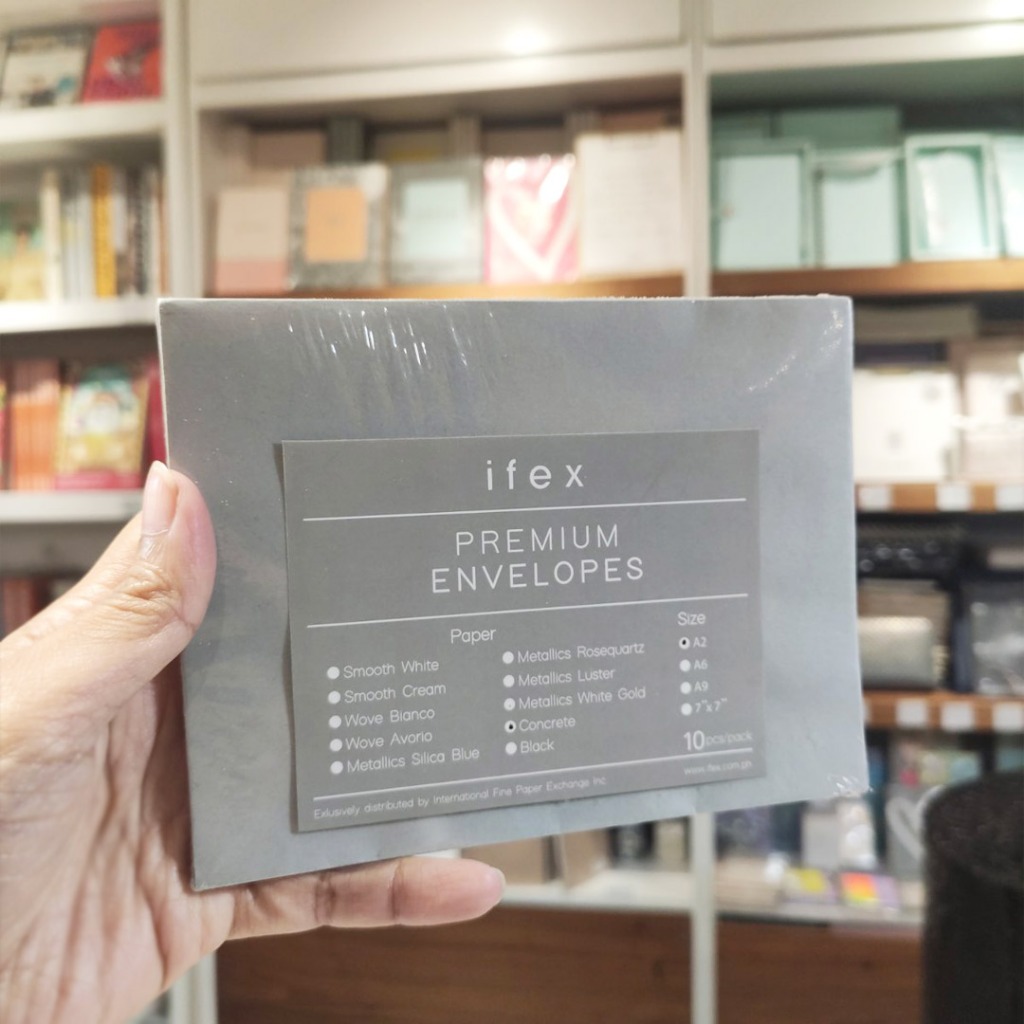 ifex
PREMIUM
ENVELOPES
Paper
Smooth White
Smooth Cream
Wove Bianco
Wove Avorio
Metallics Silica Blue
Metallics Rosequartz
Metallics Luster
Metallics White Gold
Concrete
Black
Size
A2
A6
A9
7"x 7"
10pcs/pack
Exlusively distributed by International Fine Paper Exchange Inc
www.ifex.com.ph